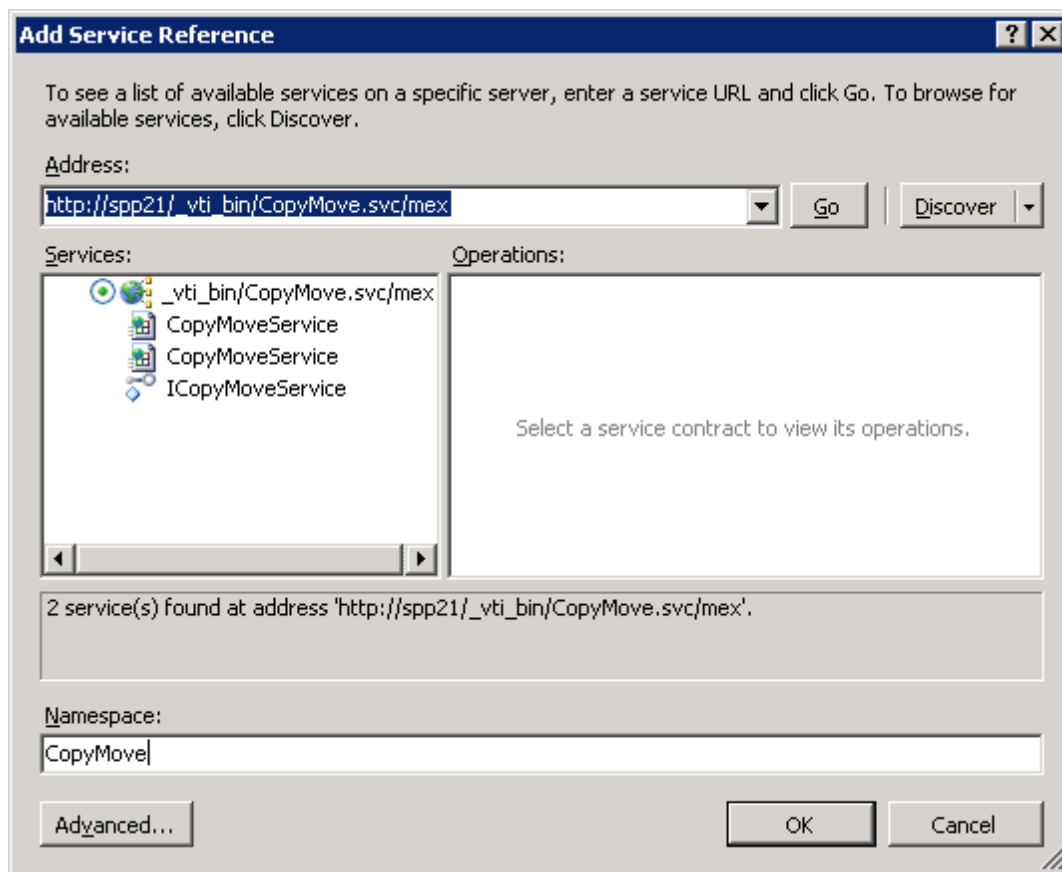 Add Service Reference
To see a list of available services on a specific server, enter a service URL and click Go. To browse for
available services, click Discover.
Address:
http://spp21/_vti_bin/CopyMove.svc/mex
Go
Discover
Services:
Operations:
_vti_bin/CopyMove.svc/mex
CopyMoveService
CopyMoveService
ICopyMoveService
Select a service contract to view its operations.
2 service(s) found at address 'http://spp21/_vti_bin/CopyMove.svc/mex'.
Namespace:
CopyMove
Advanced...
OK
Cancel